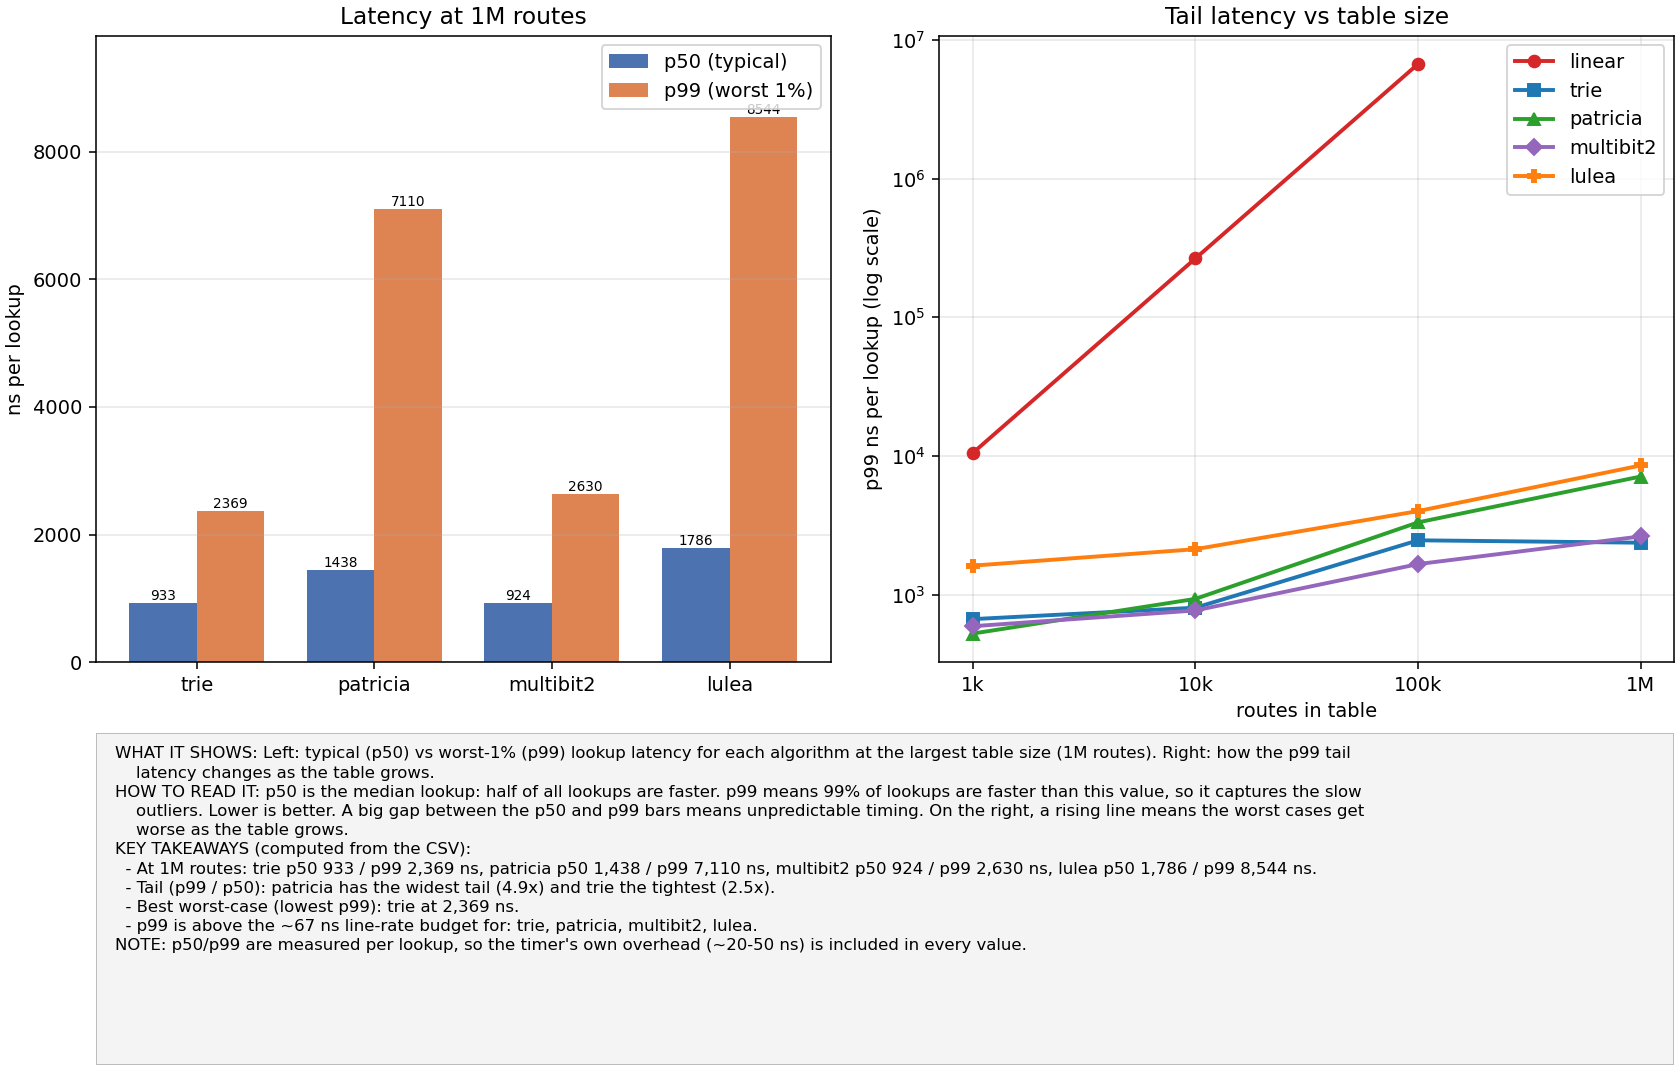 Latency at 1M routes
p50 (typical)
p99 (worst 1%)
ns per lookup
8000
6000
4000
2000
0
933
2369
1438
7110
924
2630
1786
8544
trie
patricia
multibit2
lulea
Tail latency vs table size
p99 ns per lookup (log scale)
10⁷
10⁶
10⁵
10⁴
10³
linear
trie
patricia
multibit2
lulea
1k
10k
100k
1M
routes in table
WHAT IT SHOWS: Left: typical (p50) vs worst-1% (p99) lookup latency for each algorithm at the largest table size (1M routes). Right: how the p99 tail
latency changes as the table grows.
HOW TO READ IT: p50 is the median lookup: half of all lookups are faster. p99 means 99% of lookups are faster than this value, so it captures the slow
outliers. Lower is better. A big gap between the p50 and p99 bars means unpredictable timing. On the right, a rising line means the worst cases get
worse as the table grows.
KEY TAKEAWAYS (computed from the CSV):
- At 1M routes: trie p50 933 / p99 2,369 ns, patricia p50 1,438 / p99 7,110 ns, multibit2 p50 924 / p99 2,630 ns, lulea p50 1,786 / p99 8,544 ns.
- Tail (p99 / p50): patricia has the widest tail (4.9x) and trie the tightest (2.5x).
- Best worst-case (lowest p99): trie at 2,369 ns.
- p99 is above the ~67 ns line-rate budget for: trie, patricia, multibit2, lulea.
NOTE: p50/p99 are measured per lookup, so the timer's own overhead (~20-50 ns) is included in every value.